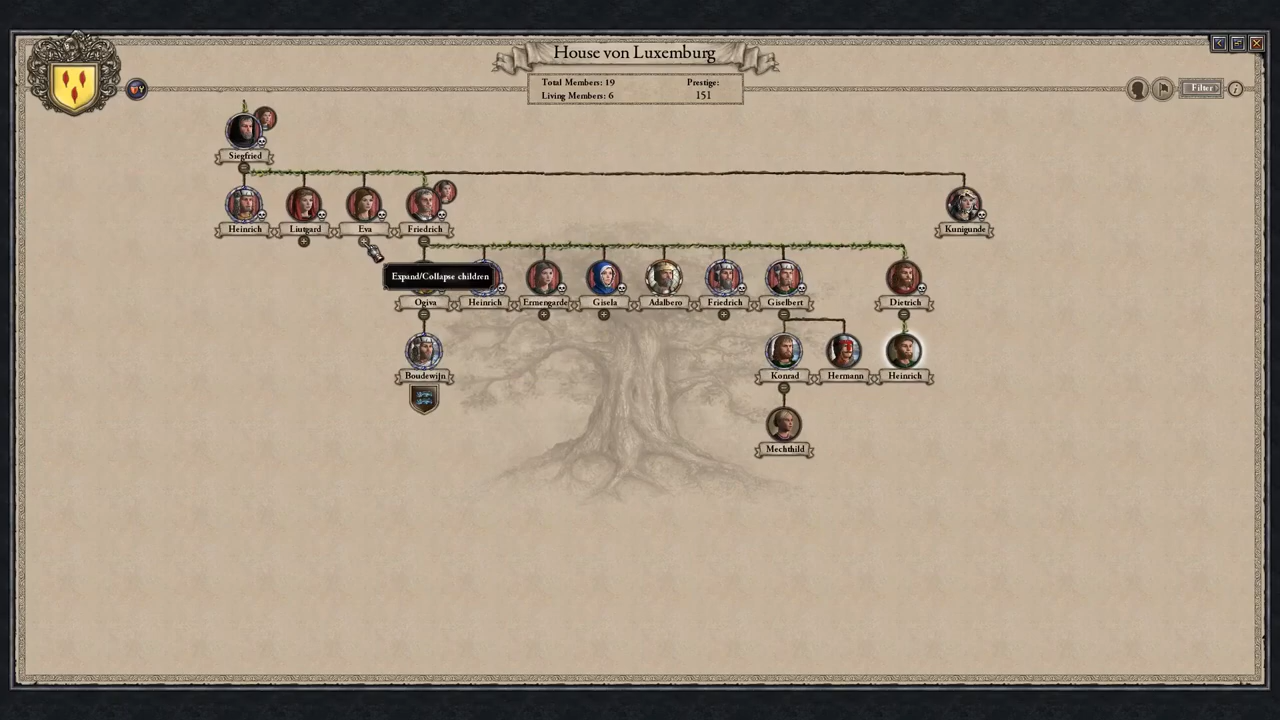 House von Luxemburg
Total Members: 19
Prestige:
Living Members: 6
151
Filter
Siegfried
Heinrich
Liutgard
Eva
Friedrich
Kunigunde
Expand/Collapse children
Ogiva
Heinrich
Ermengarde
Gisela
Adalbero
Friedrich
Giselbert
Dietrich
Boudewijn
Konrad
Hermann
Heinrich
Mechthild